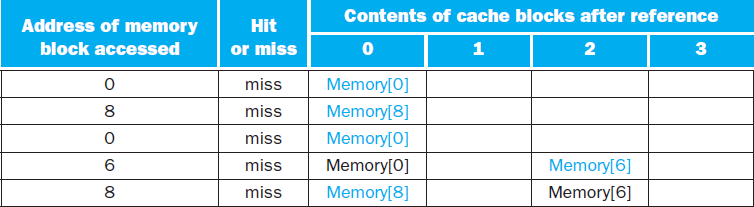 Address of memory block accessed Hit or miss Contents of cache blocks after reference
0 1 2 3
0 miss Memory[0]
8 miss Memory[8]
0 miss Memory[0]
6 miss Memory[0] Memory[6]
8 miss Memory[8] Memory[6]